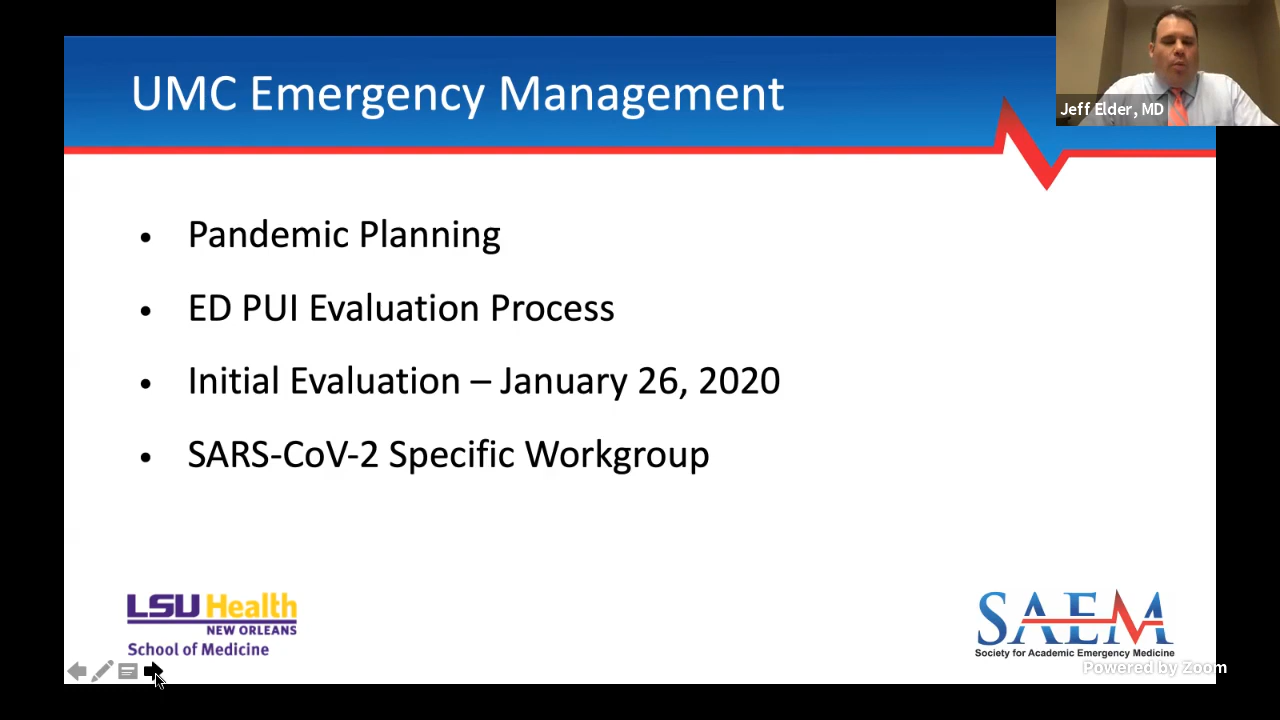 UMC Emergency Management
Jeff Elder, MD
• Pandemic Planning
• ED PUI Evaluation Process
• Initial Evaluation – January 26, 2020
• SARS-CoV-2 Specific Workgroup
LSU Health
NEW ORLEANS
School of Medicine
SAEM
Society for Academic Emergency Medicine
Powered by Zoom